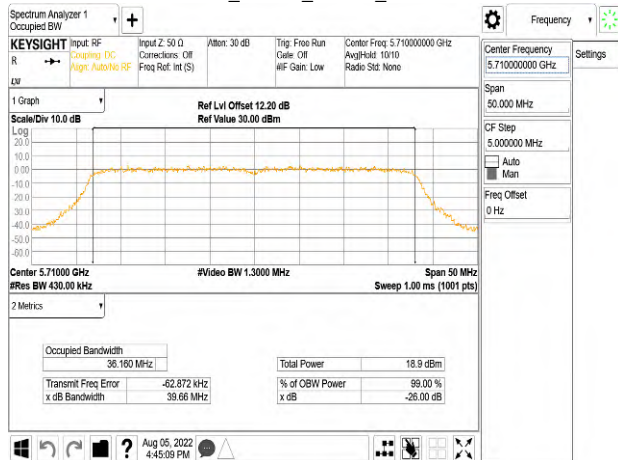 Spectrum Analyzer 1
Occupied BW
Frequency
KEYSIGHT
Input: RF
Coupling: DC
Align: Auto/No RF
Input Z: 50 Ω
Corrections: Off
Freq Ref: Int (S)
Atten: 30 dB
Trig: Free Run
Gate: Off
#IF Gain: Low
Center Freq: 5.710000000 GHz
Avg|Hold: 10/10
Radio Std: None
R
LXI
Center Frequency
5.710000000 GHz
Settings
Span
50.000 MHz
CF Step
5.000000 MHz
Auto
Man
Freq Offset
0 Hz
1 Graph
Scale/Div 10.0 dB
Ref Lvl Offset 12.20 dB
Ref Value 30.00 dBm
Log
20.0
10.0
0.00
-10.0
-20.0
-30.0
-40.0
-50.0
-60.0
Center 5.71000 GHz
#Video BW 1.3000 MHz
Span 50 MHz
#Res BW 430.00 kHz
Sweep 1.00 ms (1001 pts)
2 Metrics
Occupied Bandwidth
36.160 MHz
Total Power
18.9 dBm
Transmit Freq Error
-62.872 kHz
% of OBW Power
99.00 %
x dB Bandwidth
39.66 MHz
x dB
-26.00 dB
?
Aug 05, 2022
4:45:09 PM